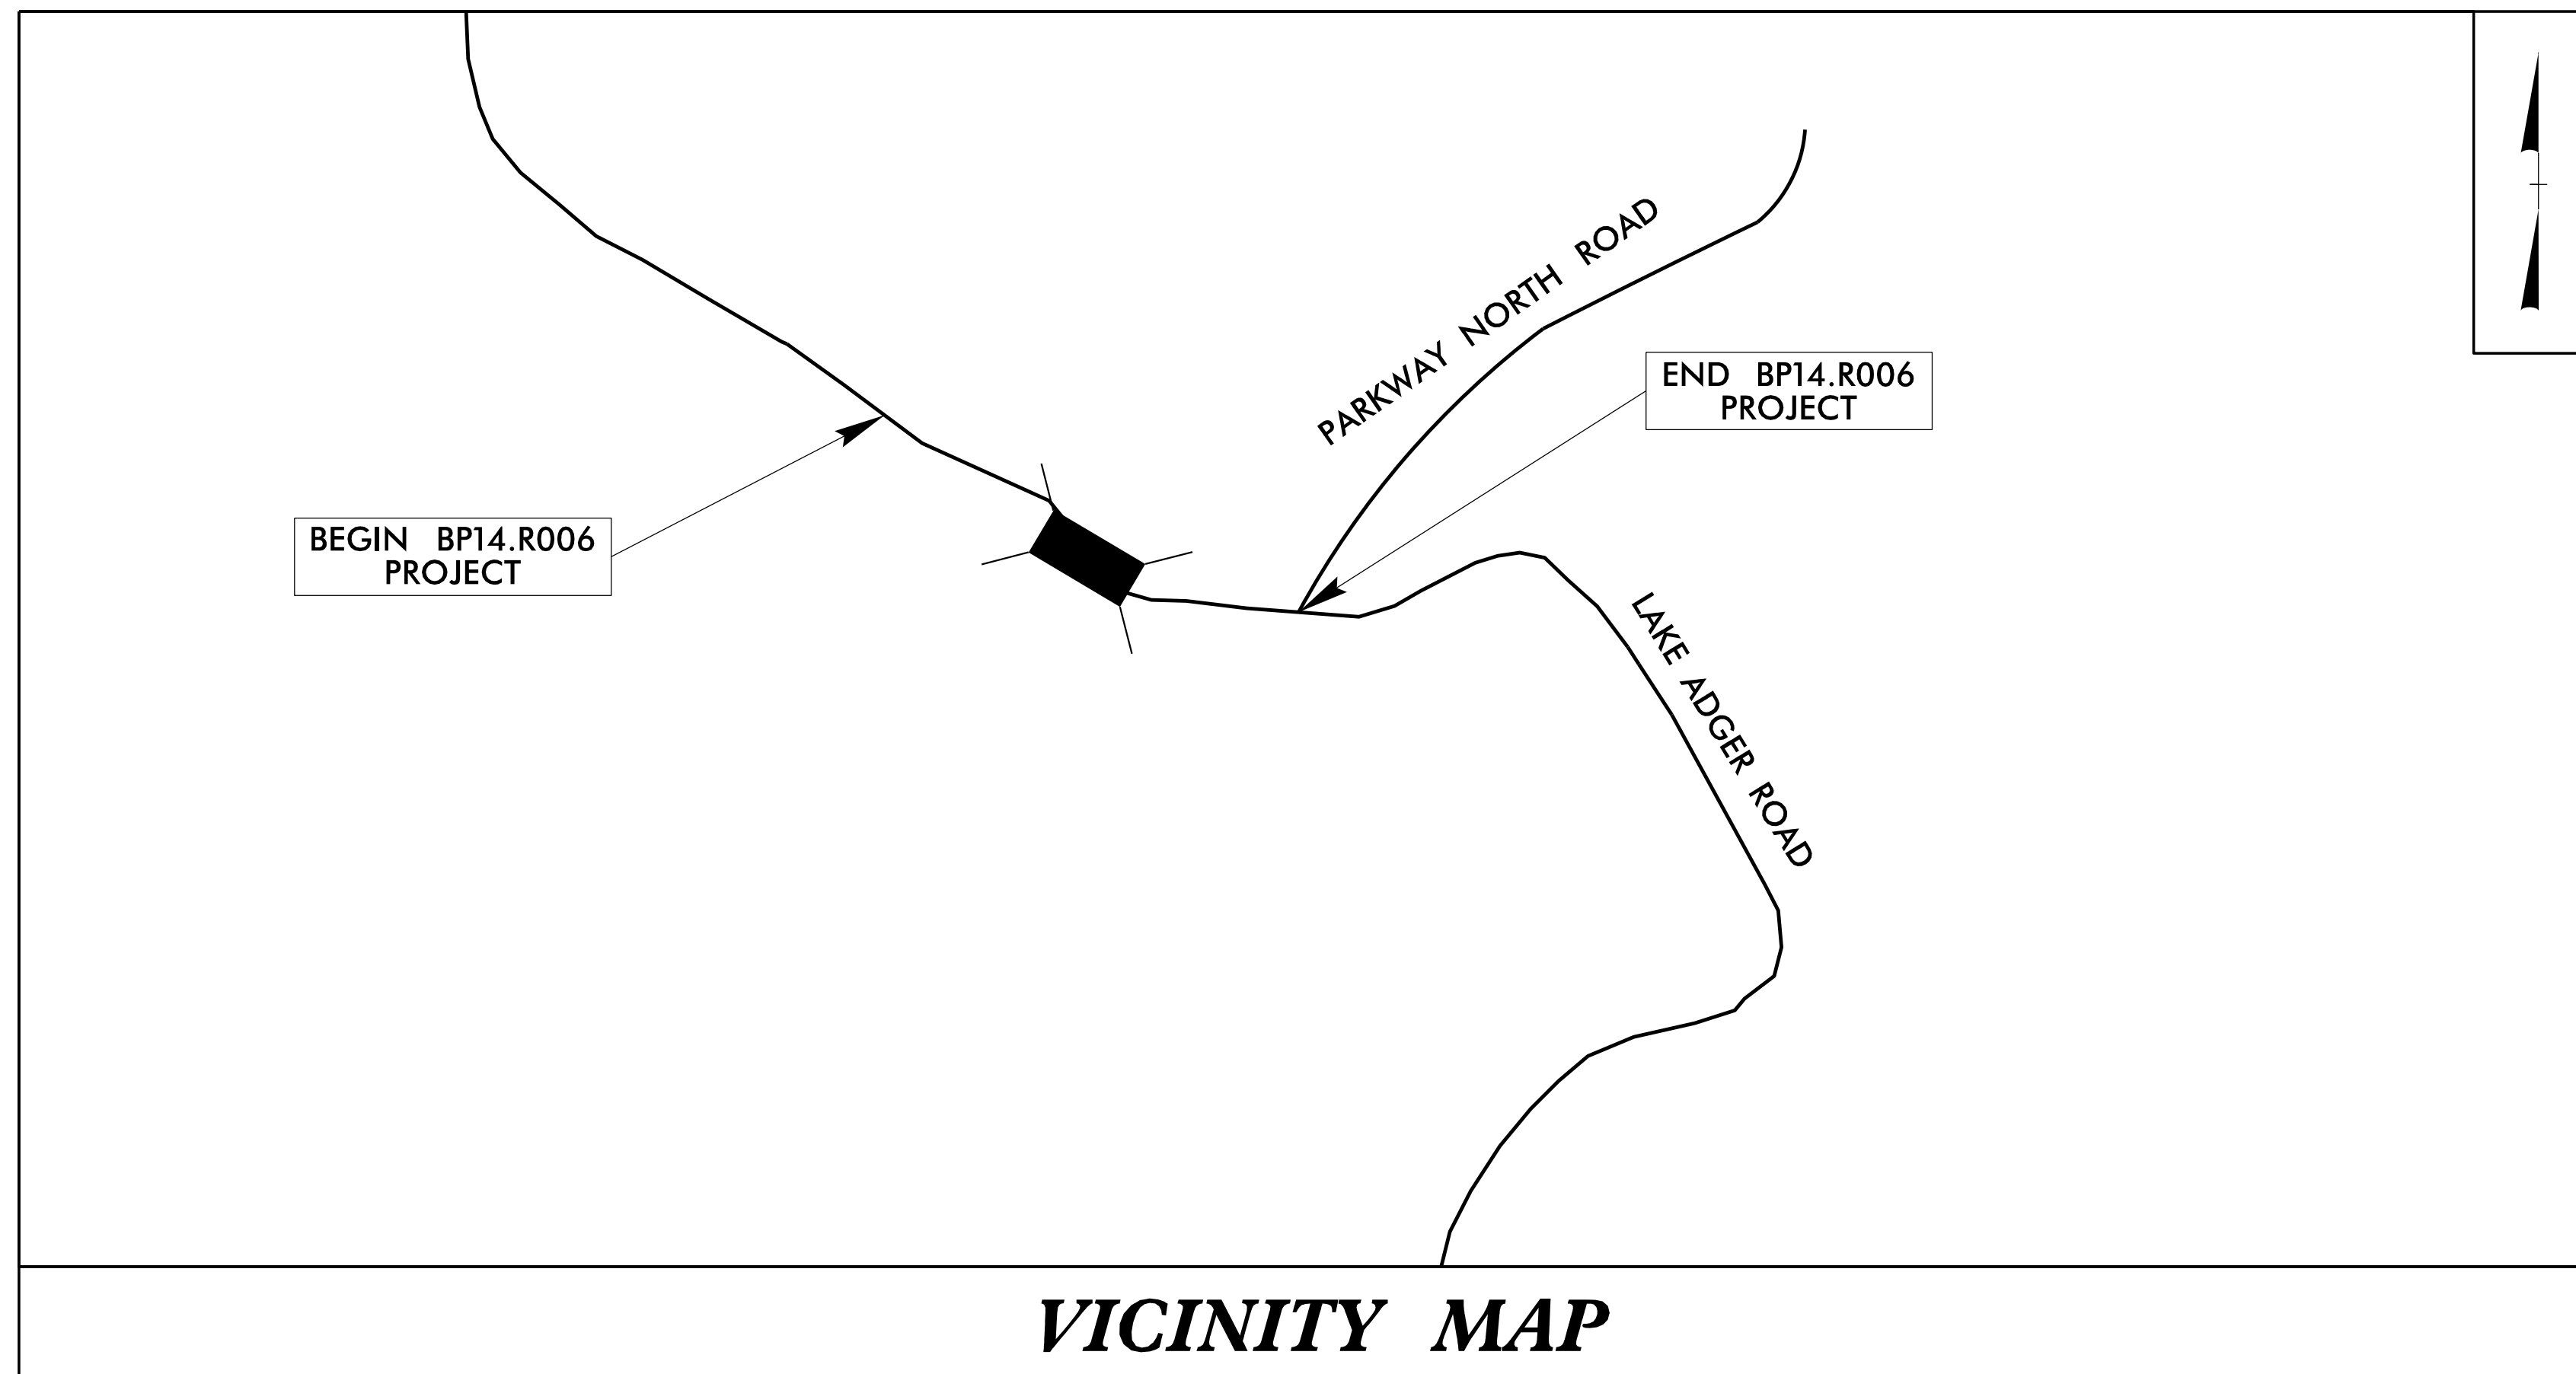 PARKWAY NORTH ROAD
END BP14.R006
PROJECT
BEGIN BP14.R006
PROJECT
LAKE ADGER ROAD
VICINITY MAP